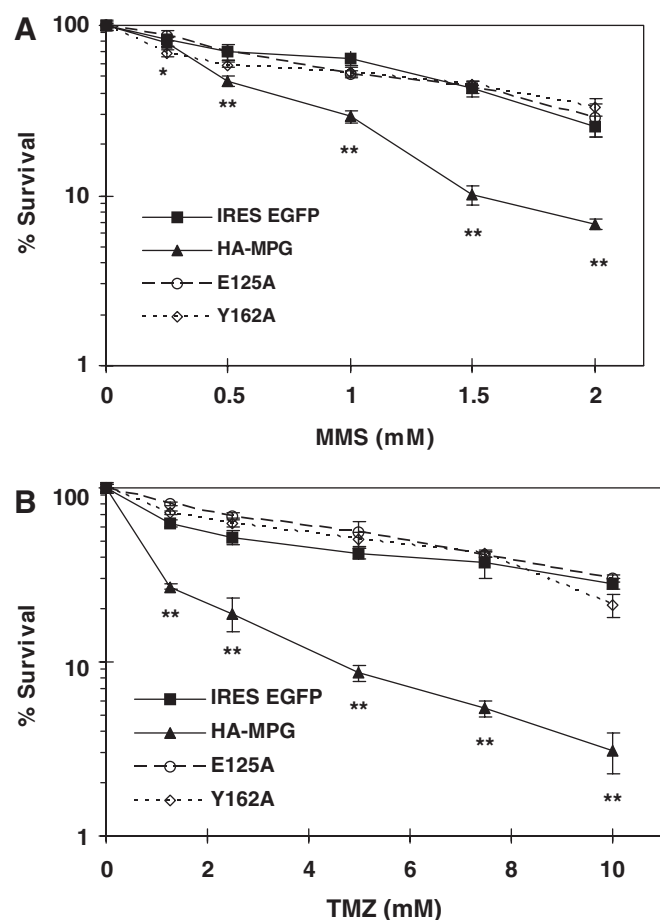 A
% Survival
100
10
1
*
**
**
**
**
IRES EGFP
HA-MPG
E125A
Y162A
0 0.5 1 1.5 2
MMS (mM)
B
% Survival
100
10
1
**
**
**
**
**
IRES EGFP
HA-MPG
E125A
Y162A
0 2 4 6 8 10
TMZ (mM)